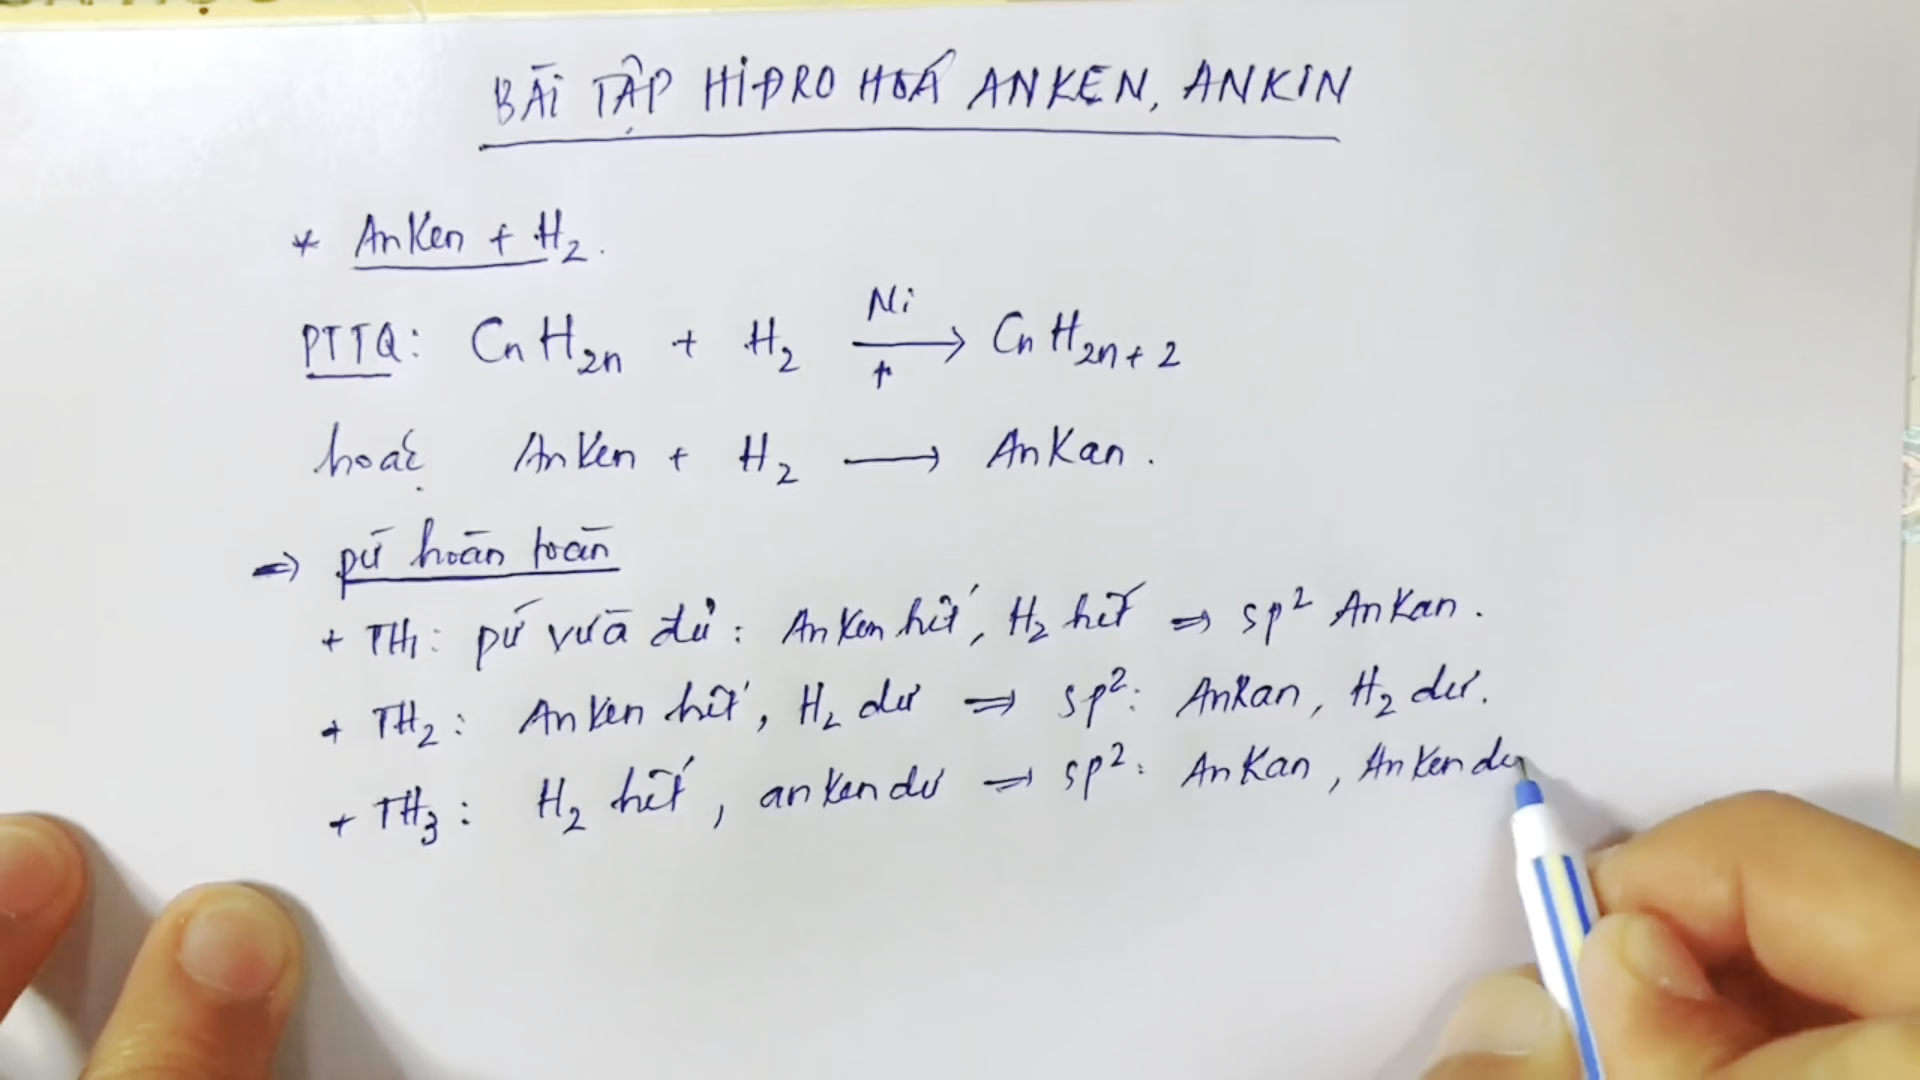 BÀI TẬP HIĐRO HOÁ ANKEN, ANKIN
* Anken + H2.
PTTQ: CnH2n + H2 Ni t° → CnH2n+2
hoặc Anken + H2 → Ankan.
=> pứ hoàn toàn
+ TH1: pứ vừa đủ: Anken hết, H2 hết => sp² Ankan.
+ TH2: Anken hết, H2 dư => sp²: Ankan, H2 dư.
+ TH3: H2 hết, anken dư => sp²: Ankan, Anken dư